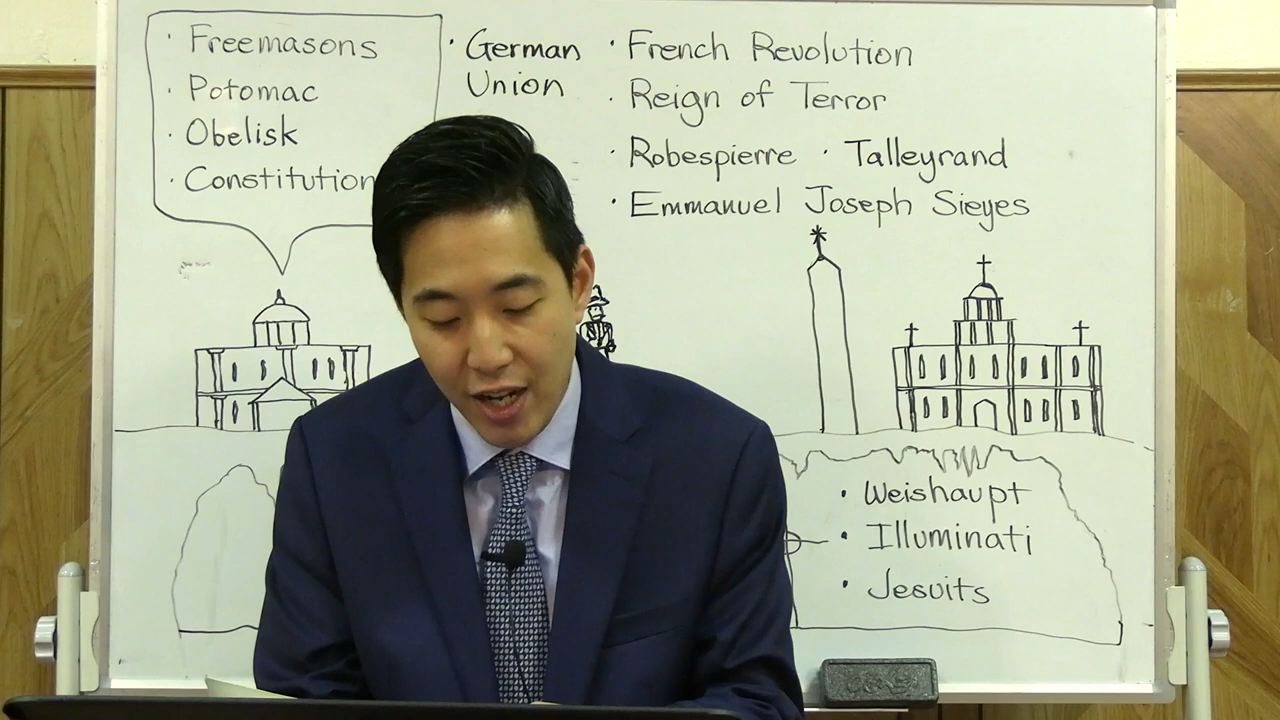 · Freemasons
· Potomac
· Obelisk
· Constitution
· German
Union
· French Revolution
· Reign of Terror
· Robespierre · Talleyrand
· Emmanuel Joseph Sieyes
· Weishaupt
· Illuminati
· Jesuits